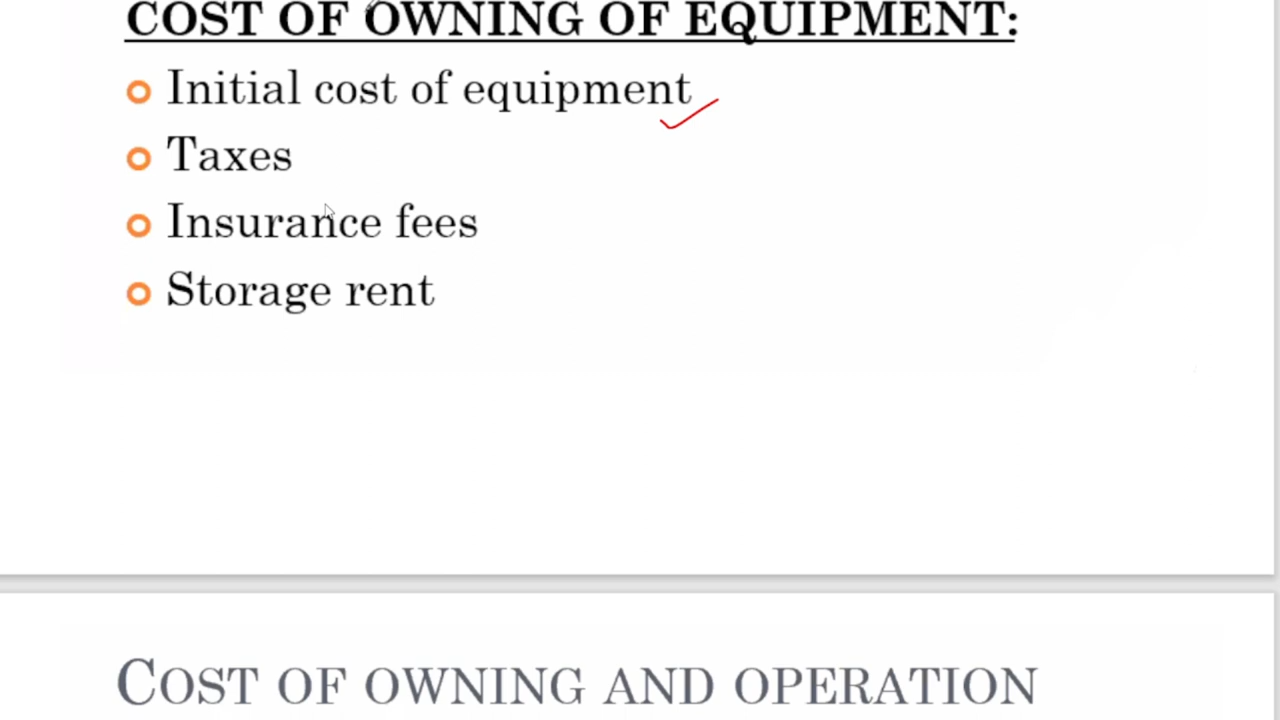 COST OF OWNING OF EQUIPMENT:
Initial cost of equipment
Taxes
Insurance fees
Storage rent
COST OF OWNING AND OPERATION